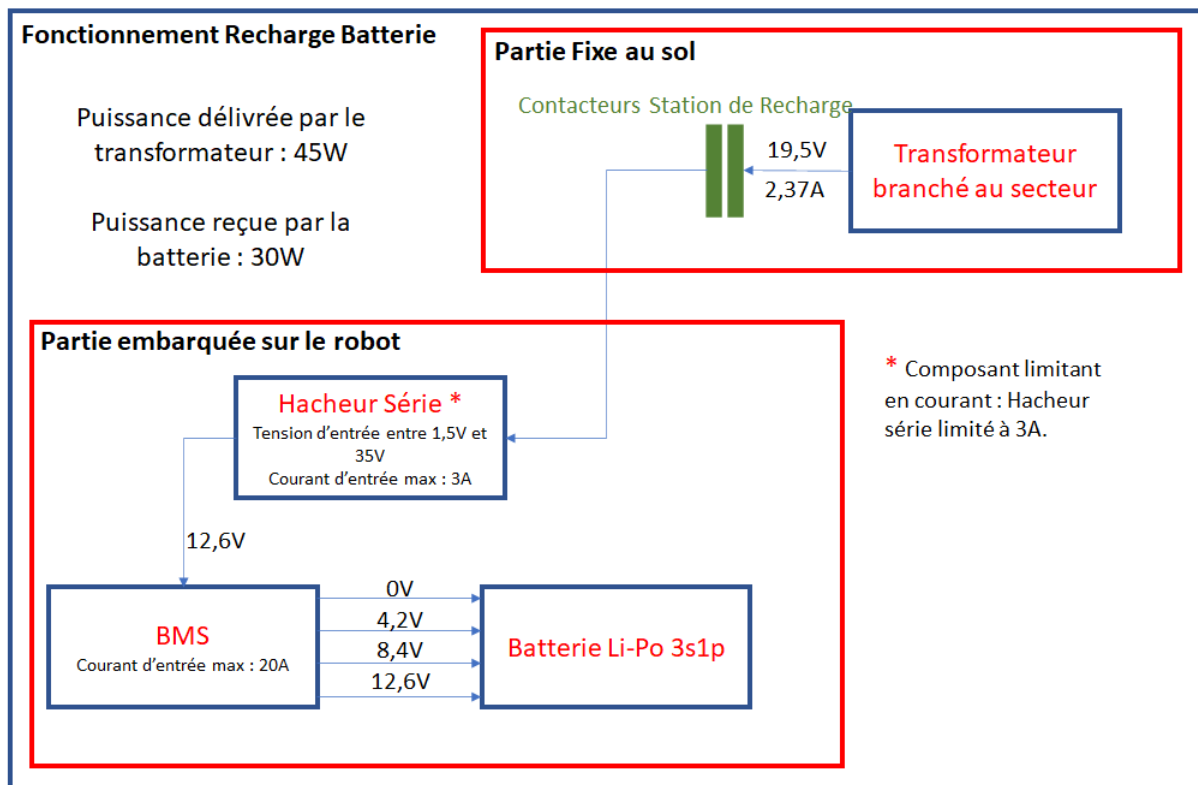 Fonctionnement Recharge Batterie
Puissance délivrée par le
transformateur : 45W
Puissance reçue par la
batterie : 30W
Partie Fixe au sol
Contacteurs Station de Recharge
19,5V
2,37A
Transformateur
branché au secteur
Partie embarquée sur le robot
Hacheur Série *
Tension d’entrée entre 1,5V et
35V
Courant d’entrée max : 3A
* Composant limitant
en courant : Hacheur
série limité à 3A.
12,6V
BMS
Courant d’entrée max : 20A
0V
4,2V
8,4V
12,6V
Batterie Li-Po 3s1p